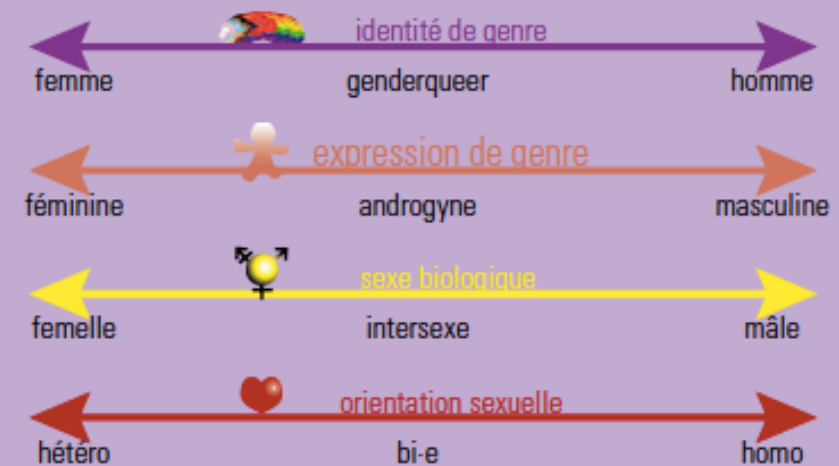 identité de genre
femme genderqueer homme
expression de genre
féminine androgyne masculine
sexe biologique
femelle intersexe mâle
orientation sexuelle
hétéro bi-e homo